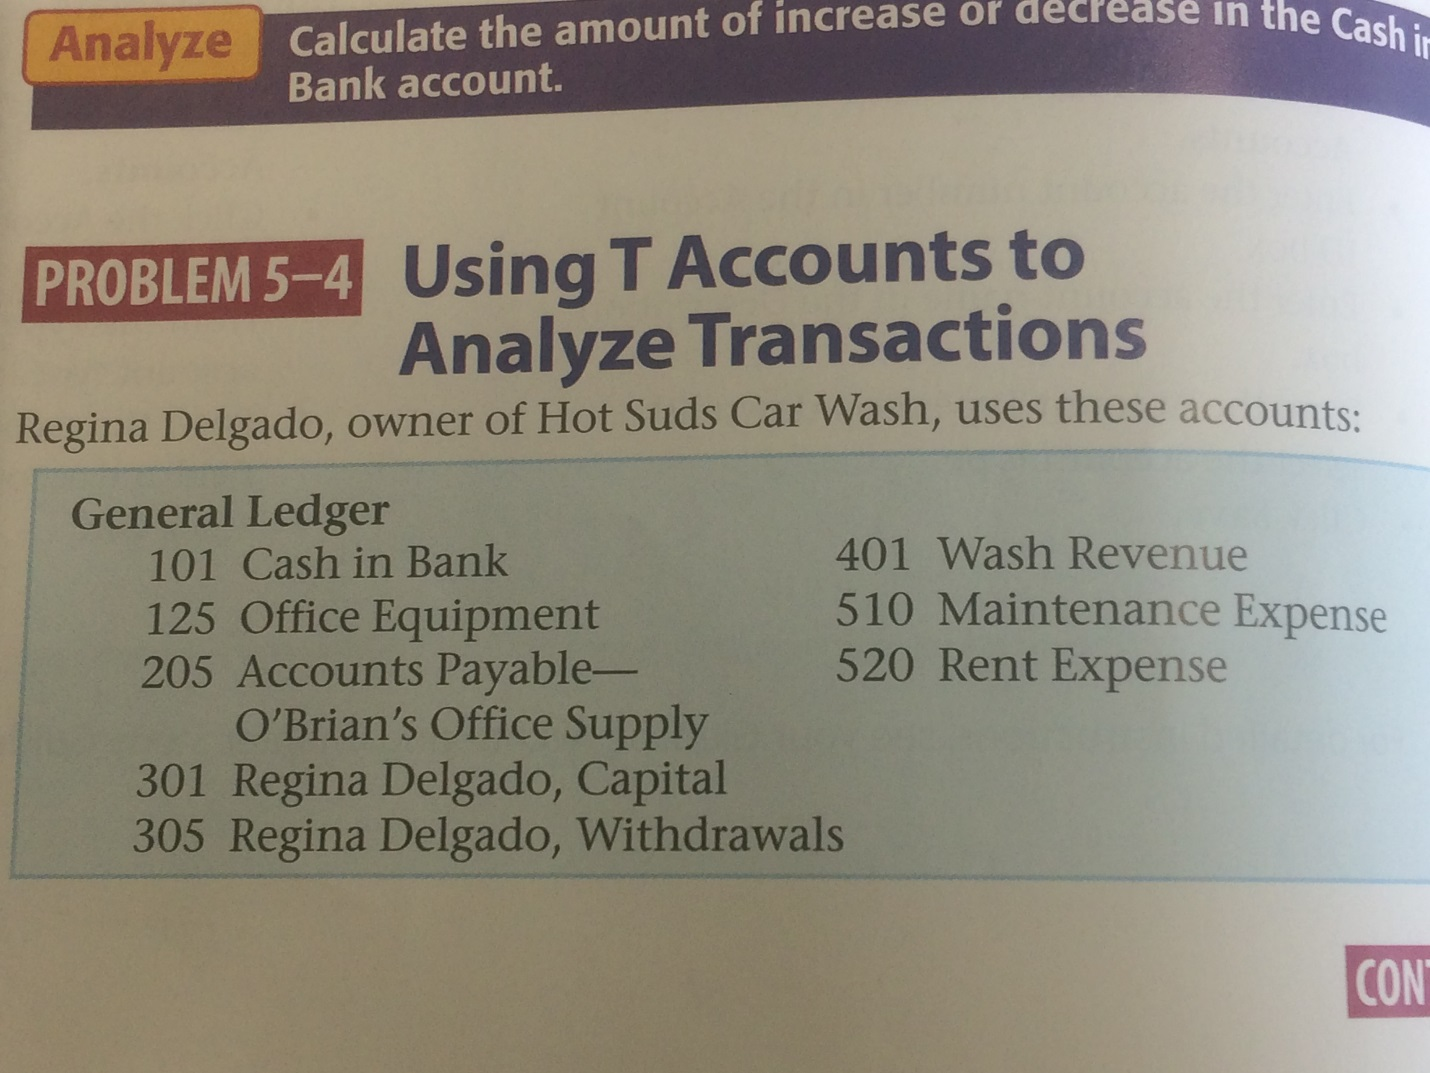 Analyze
Calculate the amount of increase or decrease in the Cash in
Bank account.
PROBLEM 5–4
Using T Accounts to
Analyze Transactions
Regina Delgado, owner of Hot Suds Car Wash, uses these accounts:
General Ledger
101 Cash in Bank
125 Office Equipment
205 Accounts Payable—
O'Brian's Office Supply
301 Regina Delgado, Capital
305 Regina Delgado, Withdrawals
401 Wash Revenue
510 Maintenance Expense
520 Rent Expense